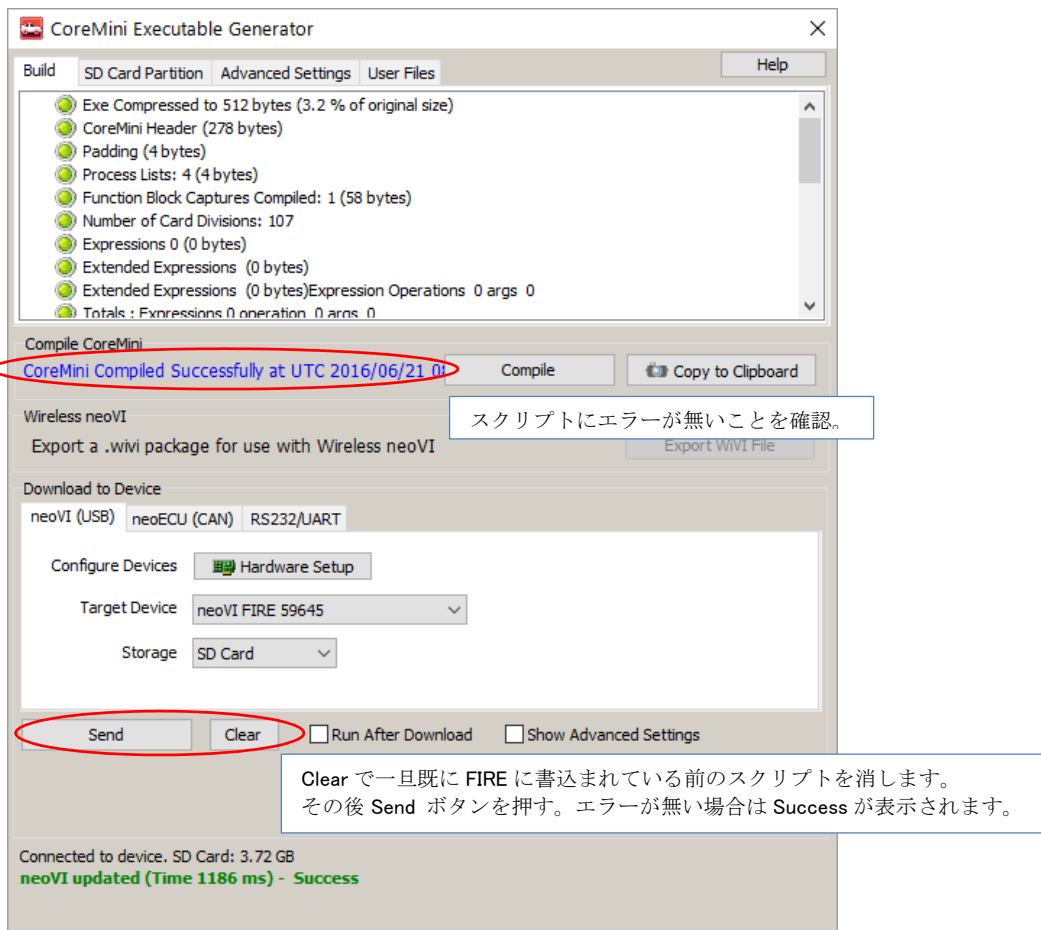 CoreMini Executable Generator
Build SD Card Partition Advanced Settings User Files Help
Exe Compressed to 512 bytes (3.2 % of original size)
CoreMini Header (278 bytes)
Padding (4 bytes)
Process Lists: 4 (4 bytes)
Function Block Captures Compiled: 1 (58 bytes)
Number of Card Divisions: 107
Expressions 0 (0 bytes)
Extended Expressions (0 bytes)
Extended Expressions (0 bytes)Expression Operations 0 args 0
Totals : Expressions 0 operation 0 args 0
Compile CoreMini
CoreMini Compiled Successfully at UTC 2016/06/21 Compile Copy to Clipboard
スクリプトにエラーが無いことを確認。
Wireless neoVI
Export a .wivi package for use with Wireless neoVI Export WiVI File
Download to Device
neoVI (USB) neoECU (CAN) RS232/UART
Configure Devices Hardware Setup
Target Device neoVI FIRE 59645
Storage SD Card
Send Clear Run After Download Show Advanced Settings
Clear で一旦既に FIRE に書込まれている前のスクリプトを消します。
その後 Send ボタンを押す。エラーが無い場合は Success が表示されます。
Connected to device. SD Card: 3.72 GB
neoVI updated (Time 1186 ms) - Success